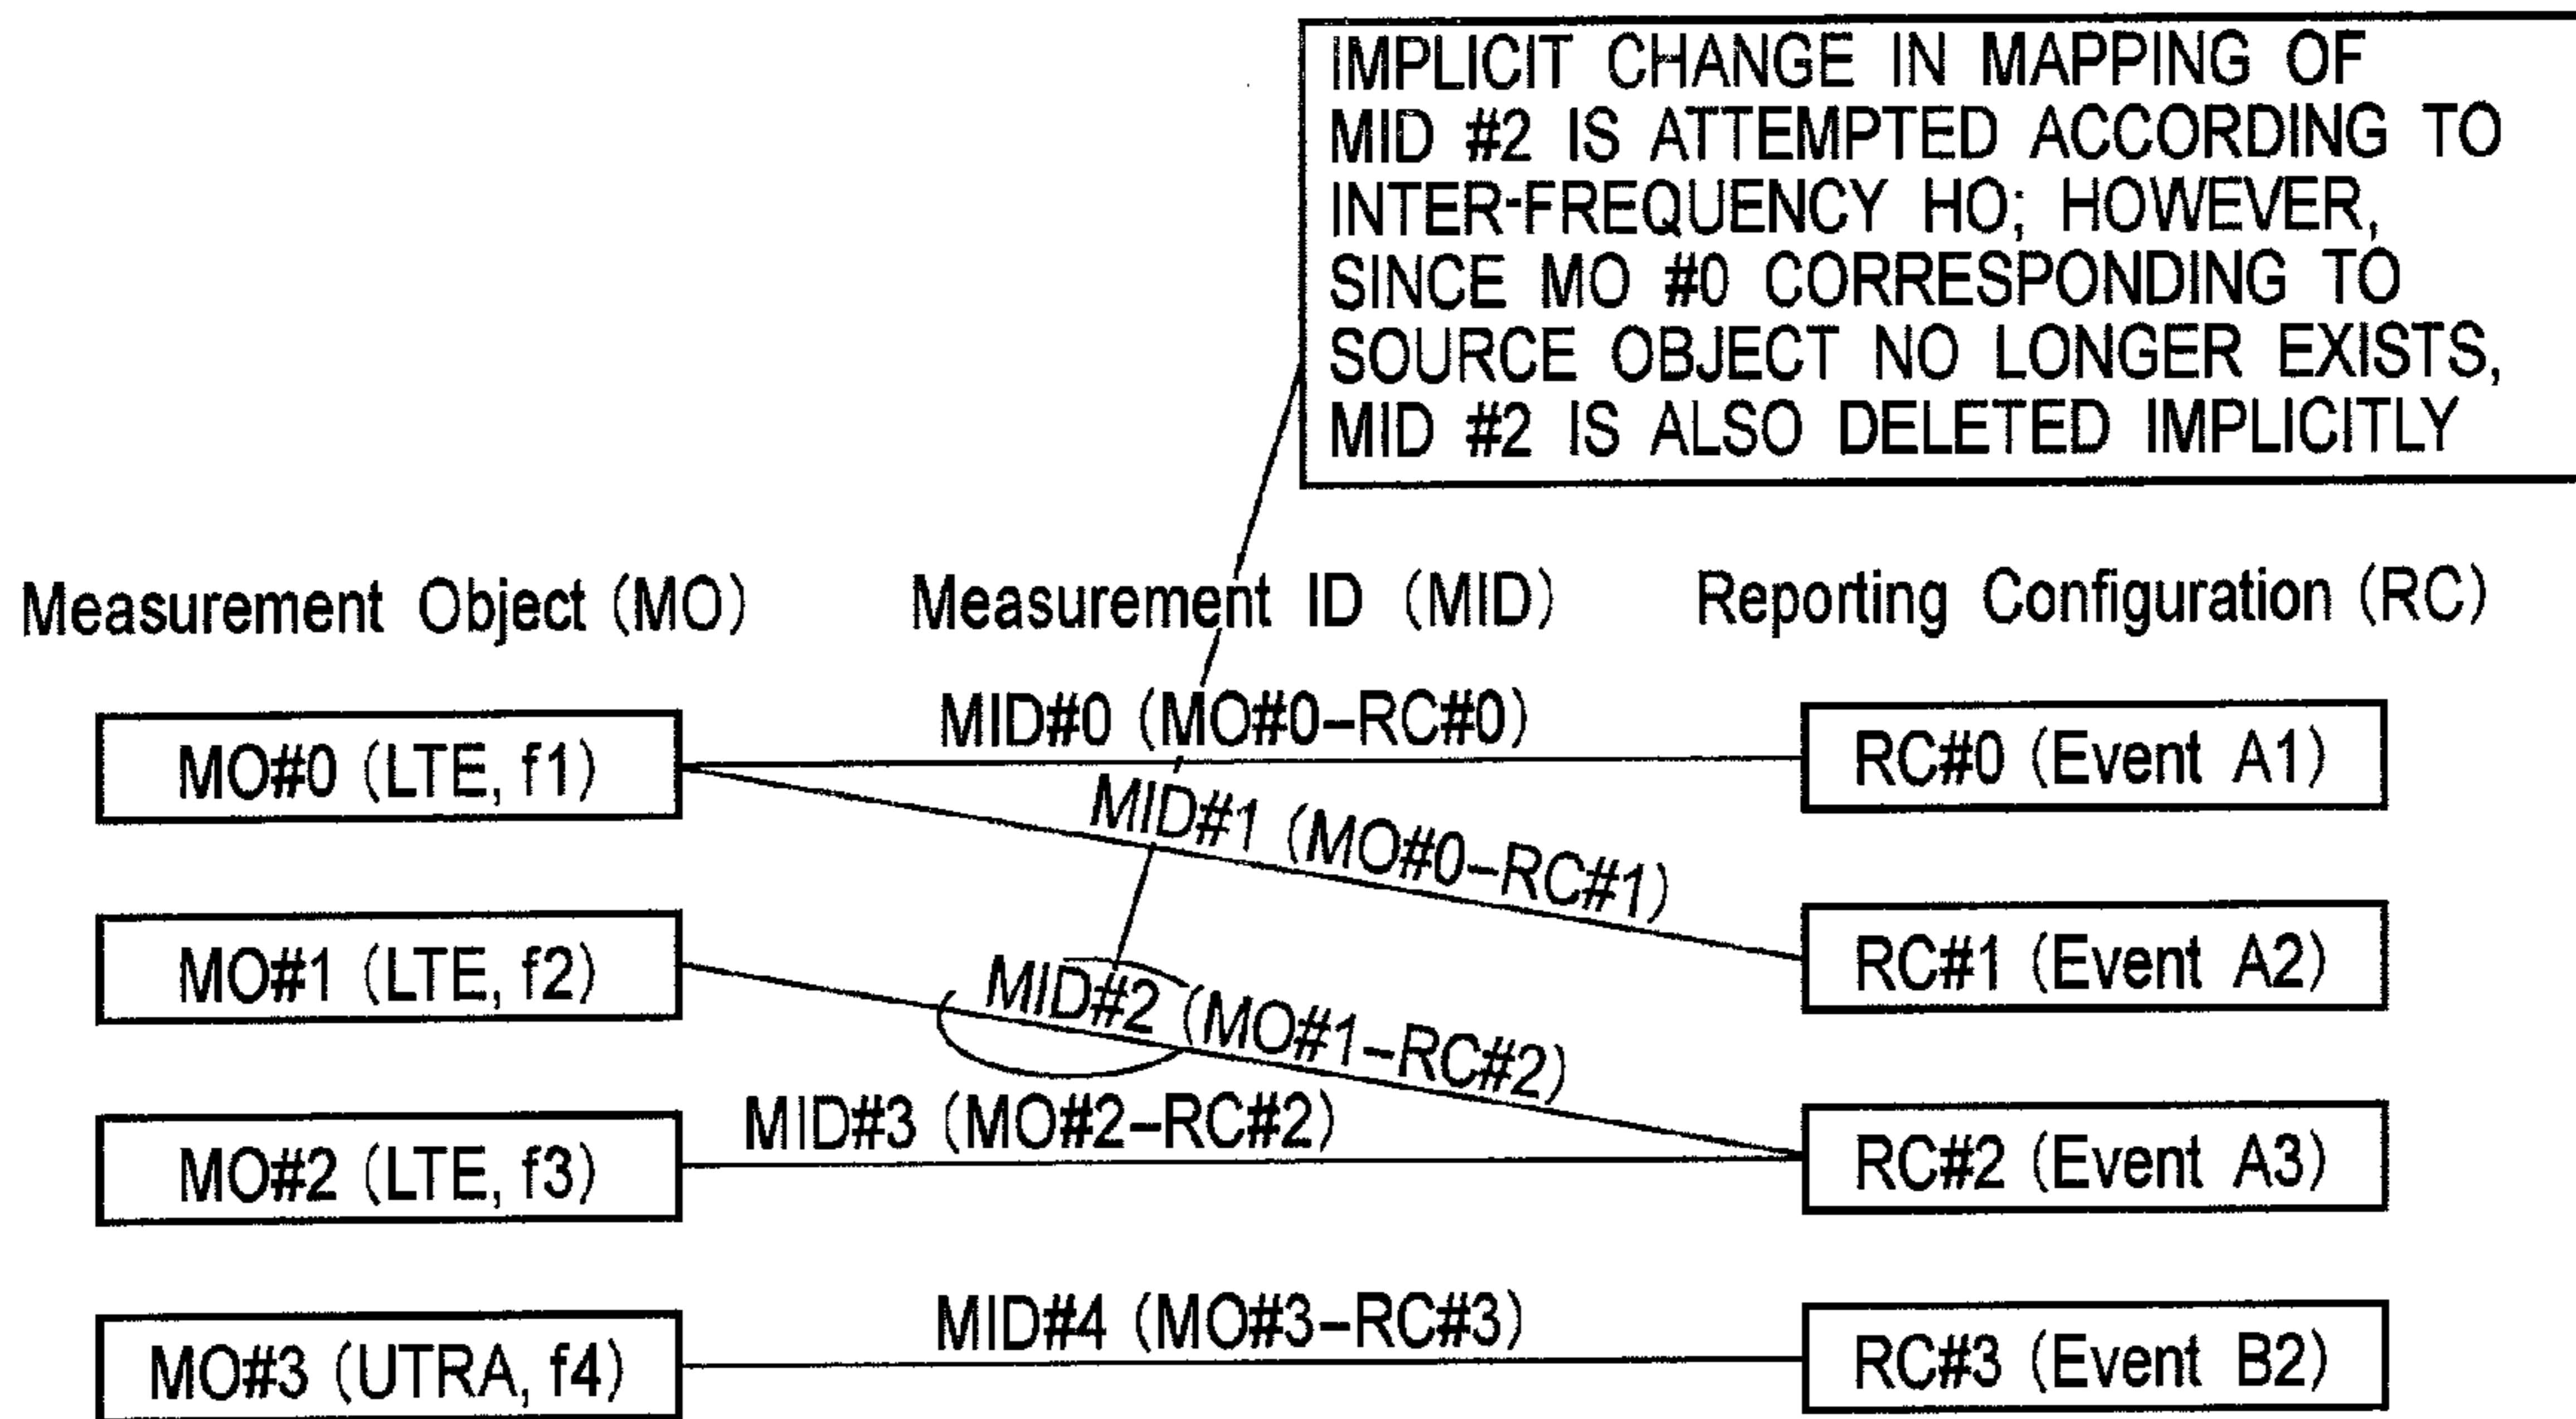 IMPLICIT CHANGE IN MAPPING OF
MID #2 IS ATTEMPTED ACCORDING TO
INTER-FREQUENCY HO; HOWEVER,
SINCE MO #0 CORRESPONDING TO
SOURCE OBJECT NO LONGER EXISTS,
MID #2 IS ALSO DELETED IMPLICITLY
Measurement Object (MO)
Measurement ID (MID)
Reporting Configuration (RC)
MO#0 (LTE, f1)
MID#0 (MO#0–RC#0)
RC#0 (Event A1)
MID#1 (MO#0–RC#1)
MO#1 (LTE, f2)
RC#1 (Event A2)
MID#2 (MO#1–RC#2)
MO#2 (LTE, f3)
MID#3 (MO#2–RC#2)
RC#2 (Event A3)
MO#3 (UTRA, f4)
MID#4 (MO#3–RC#3)
RC#3 (Event B2)